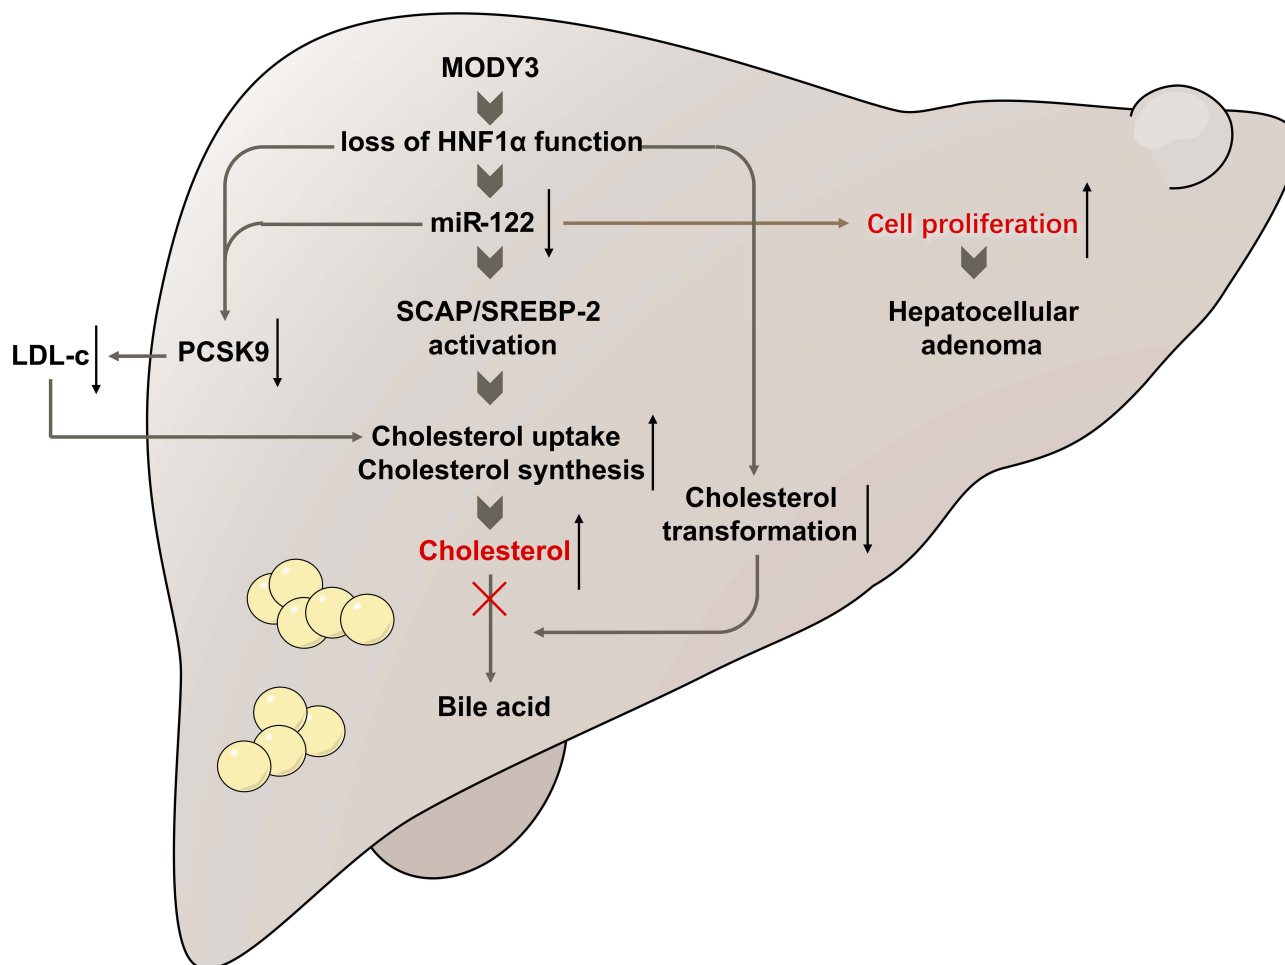 MODY3
loss of HNF1α function
miR-122
Cell proliferation
SCAP/SREBP-2
activation
Hepatocellular
adenoma
LDL-c
PCSK9
Cholesterol uptake
Cholesterol synthesis
Cholesterol
transformation
Cholesterol
Bile acid